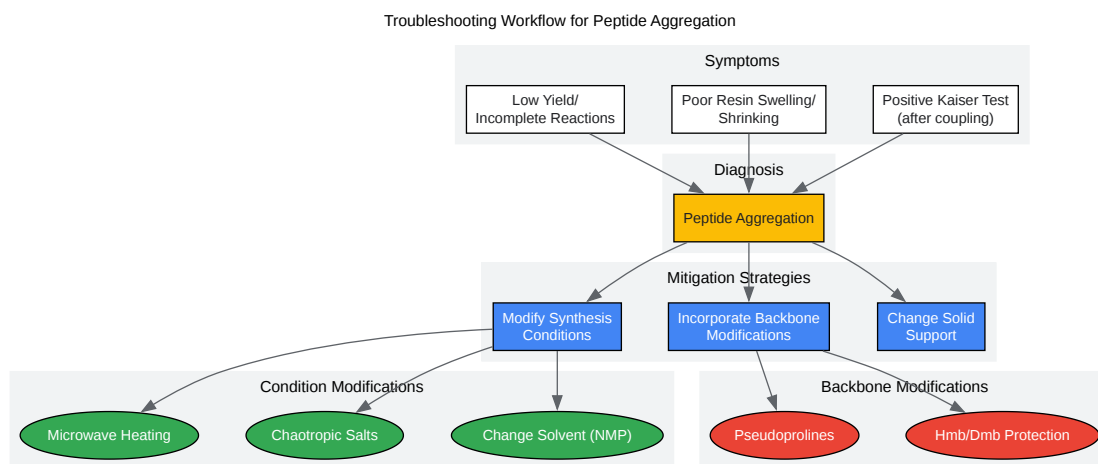 Troubleshooting Workflow for Peptide Aggregation
Symptoms
Low Yield/
Incomplete Reactions
Poor Resin Swelling/
Shrinking
Positive Kaiser Test
(after coupling)
Diagnosis
Peptide Aggregation
Mitigation Strategies
Modify Synthesis
Conditions
Incorporate Backbone
Modifications
Change Solid
Support
Condition Modifications
Microwave Heating
Chaotropic Salts
Change Solvent (NMP)
Backbone Modifications
Pseudoprolines
Hmb/Dmb Protection